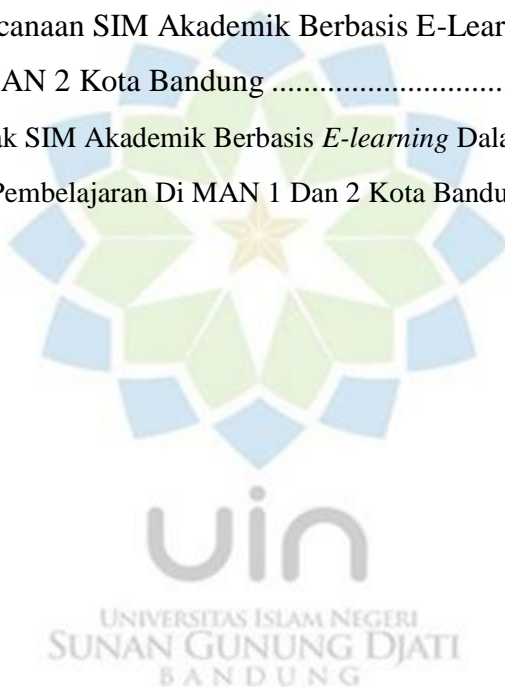 canaan SIM Akademik Berbasis E-Lear
AN 2 Kota Bandung ............................
ak SIM Akademik Berbasis E-learning Dala
Pembelajaran Di MAN 1 Dan 2 Kota Bandu
uin
UNIVERSITAS ISLAM NEGERI
SUNAN GUNUNG DJATI
BANDUNG